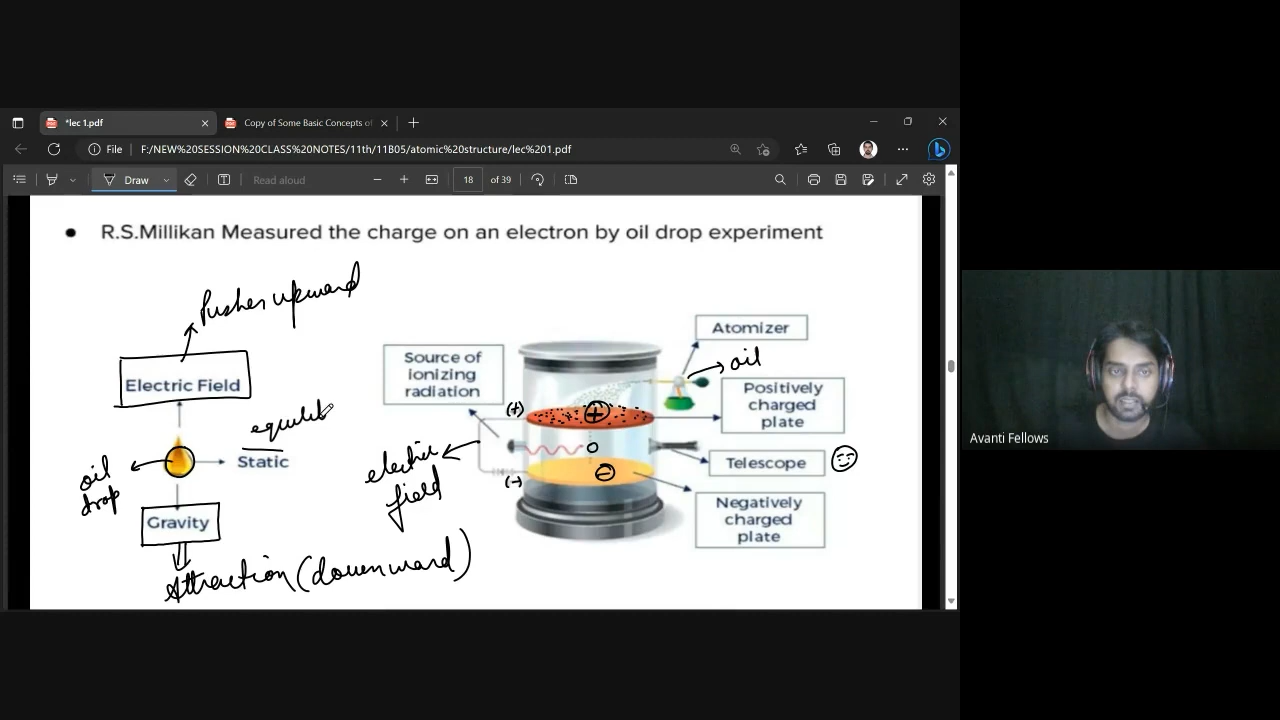 *lec 1.pdf
Copy of Some Basic Concepts of
File
F:/NEW%20SESSION%20CLASS%20NOTES/11th/11B05/atomic%20structure/lec%201.pdf
Draw
Read aloud
18
of 39
• R.S.Millikan Measured the charge on an electron by oil drop experiment
Pushes upward
Electric Field
Static
oil
drop
Gravity
Attraction (downward)
Source of
ionizing
radiation
electric
field
(+)
(-)
+
−
Atomizer
oil
Positively
charged
plate
Telescope
Negatively
charged
plate
Avanti Fellows